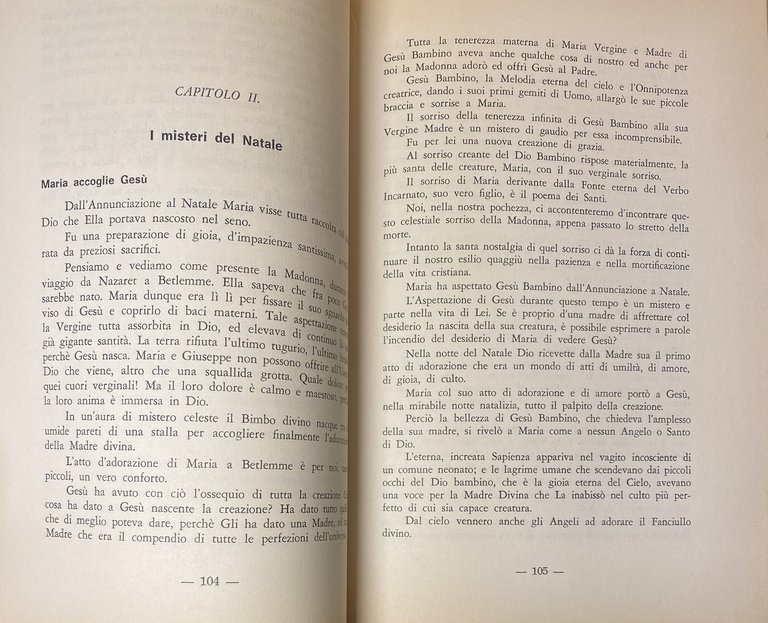 CAPITOLO II.
I misteri del Natale
Maria accoglie Gesù
Dall'Annunciazione al Natale Maria visse tutta raccolta col
Dio che Ella portava nascosto nel seno.
Fu una preparazione di gioia, d'impazienza santissima,
rata da preziosi sacrifici.
Pensiamo e vediamo come presente la Madonna, durante
viaggio da Nazaret a Betlemme. Ella sapeva che fra poco
sarebbe nato. Maria dunque era lì lì per fissare il suo sguardo
viso di Gesù e coprirlo di baci materni. Tale aspettazione
la Vergine tutta assorbita in Dio, ed elevava di continuo la
già gigante santità. La terra rifiuta l'ultimo tugurio, l'ultimo
perchè Gesù nasca. Maria e Giuseppe non possono offrire
Dio che viene, altro che una squallida grotta. Quale dolore
quei cuori verginali! Ma il loro dolore è calmo e maestoso,
la loro anima è immersa in Dio.
In un'aura di mistero celeste il Bimbo divino nacque
umide pareti di una stalla per accogliere finalmente
della Madre divina.
L'atto d'adorazione di Maria a Betlemme è per noi,
piccoli, un vero conforto.
Gesù ha avuto con ciò l'ossequio di tutta la creazione.
cosa ha dato a Gesù nascente la creazione? Ha dato tutto
che di meglio poteva dare, perchè Gli ha dato una Madre, ed
Madre che era il compendio di tutte le perfezioni
— 104 —
Tutta la tenerezza materna di Maria Vergine e Madre di
Gesù Bambino aveva anche qualche cosa di nostro ed anche per
noi la Madonna adorò ed offrì Gesù al Padre.
Gesù Bambino, la Melodia eterna del cielo e l'Onnipotenza
creatrice, dando i suoi primi gemiti di Uomo, allargò le sue piccole
braccia e sorrise a Maria.
Il sorriso della tenerezza infinita di Gesù Bambino alla sua
Vergine Madre è un mistero di gaudio per essa incomprensibile.
Fu per lei una nuova creazione di grazia.
Al sorriso creante del Dio Bambino rispose materialmente, la
più santa delle creature, Maria, con il suo verginale sorriso.
Il sorriso di Maria derivante dalla Fonte eterna del Verbo
Incarnato, suo vero figlio, è il poema dei Santi.
Noi, nella nostra pochezza, ci accontenteremo d'incontrare que-
sto celestiale sorriso della Madonna, appena passato lo stretto della
morte.
Intanto la santa nostalgia di quel sorriso ci dà la forza di conti-
nuare il nostro esilio quaggiù nella pazienza e nella mortificazione
della vita cristiana.
Maria ha aspettato Gesù Bambino dall'Annunciazione a Natale.
L'Aspettazione di Gesù durante questo tempo è un mistero e
parte nella vita di Lei. Se è proprio d'una madre di affrettare col
desiderio la nascita della sua creatura, è possibile esprimere a parole
l'incendio del desiderio di Maria di vedere Gesù?
Nella notte del Natale Dio ricevette dalla Madre sua il primo
atto di adorazione che era un mondo di atti di umiltà, di amore,
di gioia, di culto.
Maria col suo atto di adorazione e di amore portò a Gesù,
nella mirabile notte natalizia, tutto il palpito della creazione.
Perciò la bellezza di Gesù Bambino, che chiedeva l'amplesso
della sua madre, si rivelò a Maria come a nessun Angelo o Santo
di Dio.
L'eterna, increata Sapienza appariva nel vagito incosciente di
un comune neonato; e le lagrime umane che scendevano dai piccoli
occhi del Dio bambino, che è la gioia eterna del Cielo, avevano
una voce per la Madre Divina che La inabissò nel culto più per-
fetto di cui sia capace creatura.
Dal cielo vennero anche gli Angeli ad adorare il Fanciullo
divino.
— 105 —